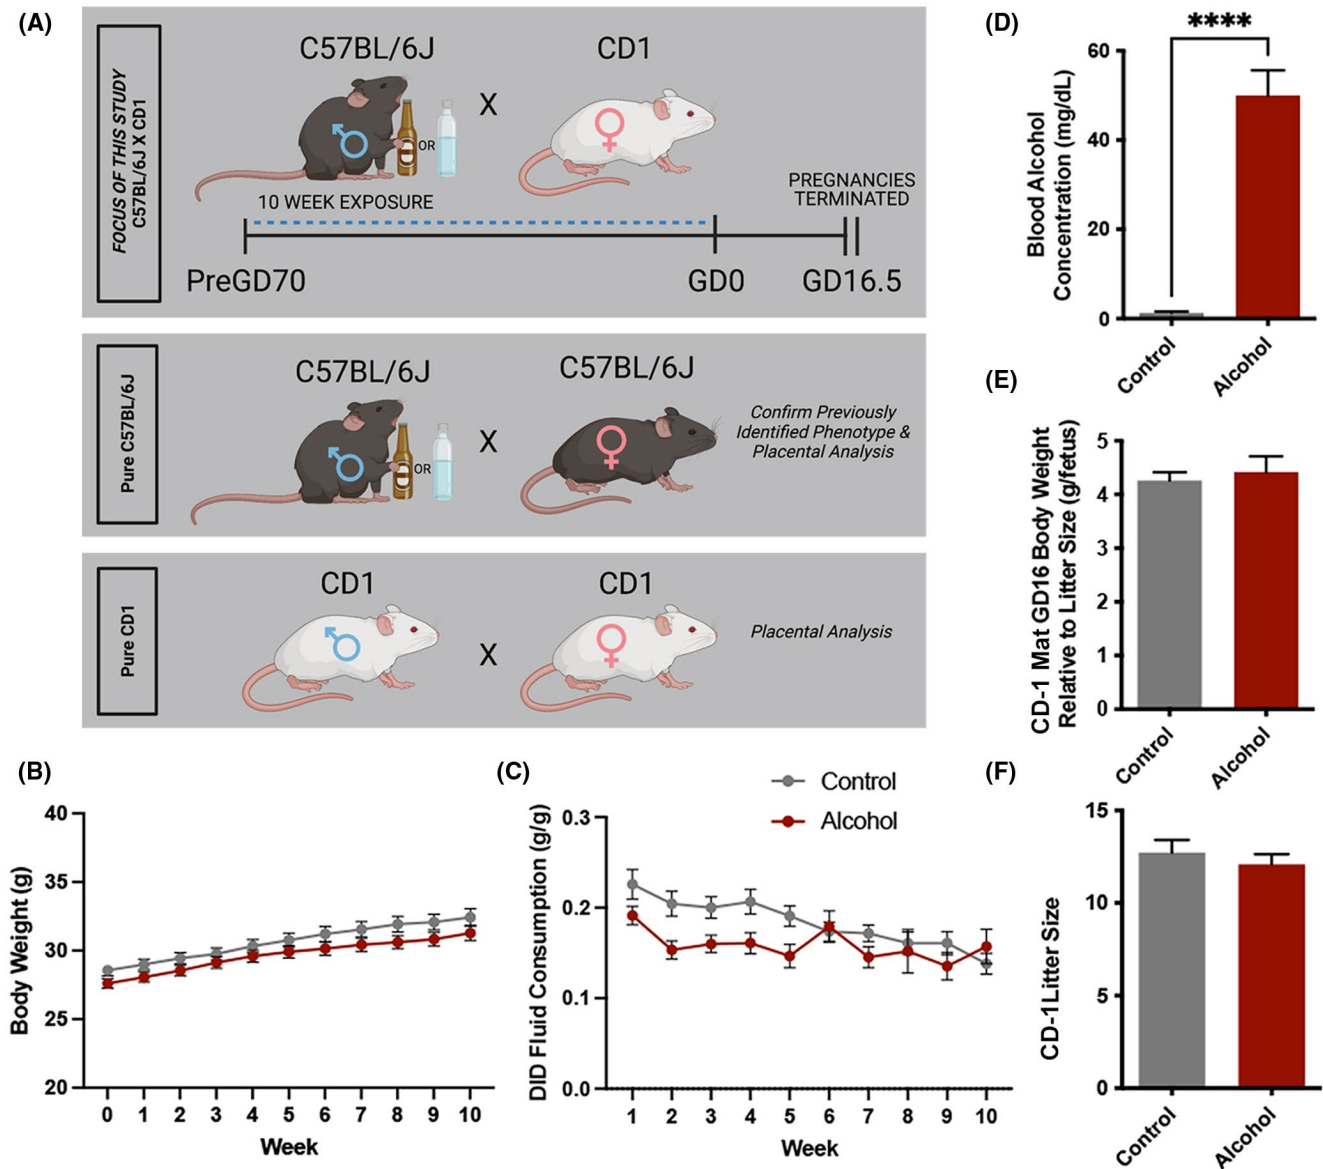 (A)
FOCUS OF THIS STUDY
C57BL/6J X CD1
C57BL/6J
X
CD1
OR
10 WEEK EXPOSURE
PREGNANCIES
TERMINATED
PreGD70
GD0
GD16.5
Pure C57BL/6J
C57BL/6J
X
C57BL/6J
OR
Confirm Previously
Identified Phenotype &
Placental Analysis
Pure CD1
CD1
X
CD1
Placental Analysis
(B)
Body Weight (g)
40
35
30
25
20
0 1 2 3 4 5 6 7 8 9 10
Week
(C)
Control
Alcohol
DID Fluid Consumption (g/g)
0.3
0.2
0.1
0.0
1 2 3 4 5 6 7 8 9 10
Week
(D)
****
Blood Alcohol
Concentration (mg/dL)
60
40
20
0
Control
Alcohol
(E)
CD-1 Mat GD16 Body Weight
Relative to Litter Size (g/fetus)
5
4
3
2
1
0
Control
Alcohol
(F)
CD-1Litter Size
15
10
5
0
Control
Alcohol